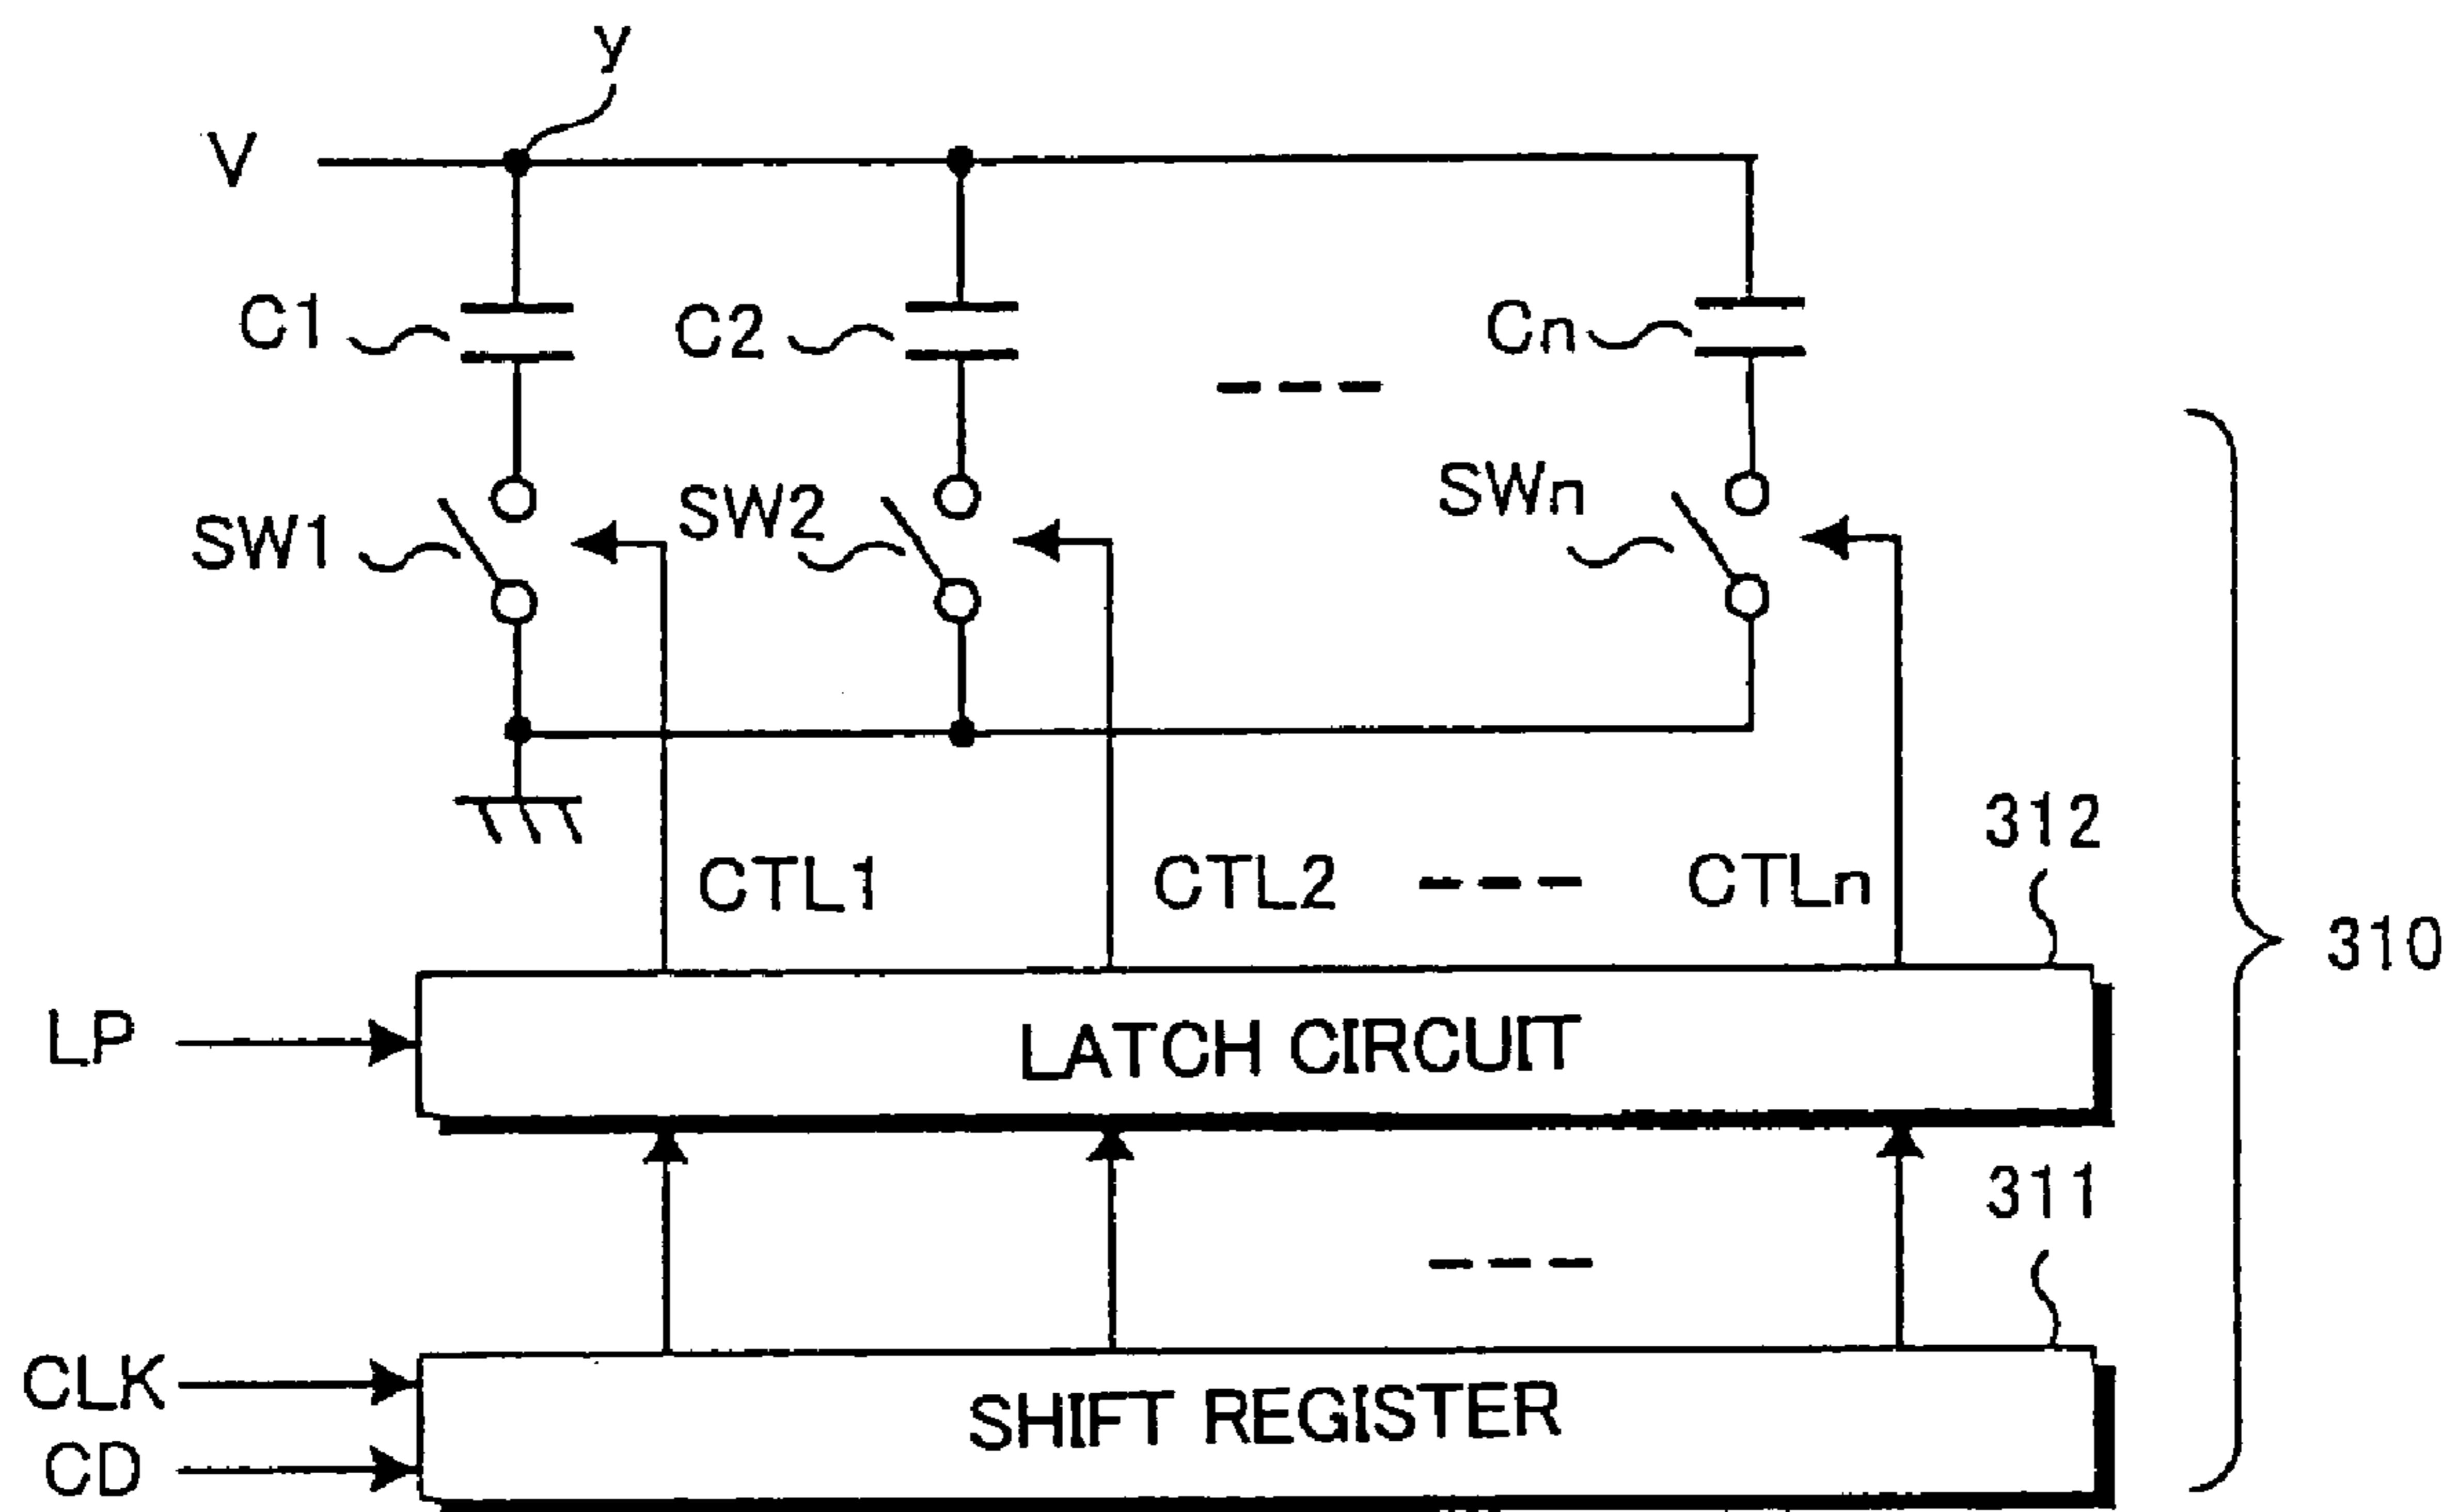 y
V
C1
C2
Cn
--- 
SW1
SW2
SWn
312
CTL1
CTL2
---
CTLn
310
LP
LATCH CIRCUIT
311
---
CLK
SHIFT REGISTER
CD